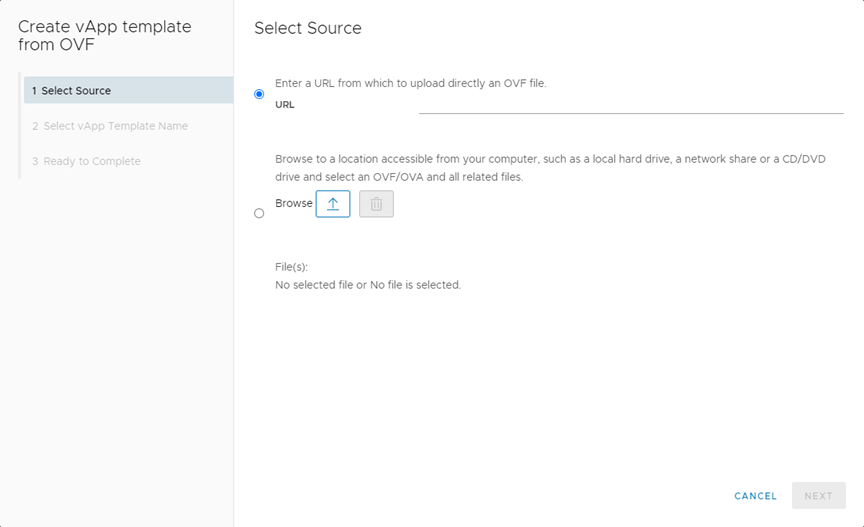 Create vApp template
from OVF
1 Select Source
2 Select vApp Template Name
3 Ready to Complete
Select Source
Enter a URL from which to upload directly an OVF file.
URL
Browse to a location accessible from your computer, such as a local hard drive, a network share or a CD/DVD
drive and select an OVF/OVA and all related files.
Browse
File(s):
No selected file or No file is selected.
CANCEL
NEXT